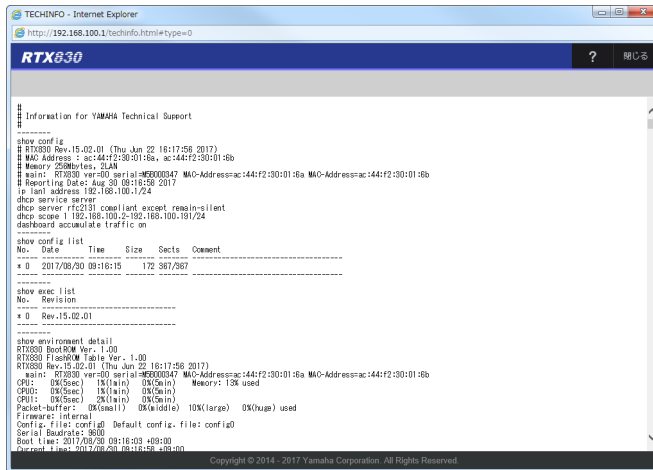 TECHINFO - Internet Explorer
http://192.168.100.1/techinfo.html#type=0
RTX830
? 閉じる
#
# Information for YAMAHA Technical Support
#
--------
show config
# RTX830 Rev.15.02.01 (Thu Jun 22 16:17:56 2017)
# MAC Address : ac:44:f2:30:01:6a, ac:44:f2:30:01:6b
# Memory 256Mbytes, 2LAN
# main:  RTX830 ver=00 serial=M5B000347 MAC-Address=ac:44:f2:30:01:6a MAC-Address=ac:44:f2:30:01:6b
# Reporting Date: Aug 30 09:16:58 2017
ip lan1 address 192.168.100.1/24
dhcp service server
dhcp server rfc2131 compliant except remain-silent
dhcp scope 1 192.168.100.2-192.168.100.191/24
dashboard accumulate traffic on
--------
show config list
No.  Date       Time     Size   Sects   Comment
----- ---------- -------- ------- ------- ------------------------------------
* 0  2017/08/30 09:16:15     172 367/367
----- ---------- -------- ------- ------- ------------------------------------
--------
show exec list
No.  Revision
----- ---------------------------------
* 0  Rev.15.02.01
----- ---------------------------------
--------
show environment detail
RTX830 BootROM Ver. 1.00
RTX830 FlashROM Table Ver. 1.00
RTX830 Rev.15.02.01 (Thu Jun 22 16:17:56 2017)
main:  RTX830 ver=00 serial=M5B000347 MAC-Address=ac:44:f2:30:01:6a MAC-Address=ac:44:f2:30:01:6b
CPU:   0%(5sec)   1%(1min)   0%(5min)    Memory: 13% used
CPU0:   0%(5sec)   1%(1min)   0%(5min)
CPU1:   0%(5sec)   2%(1min)   0%(5min)
Packet-buffer:   0%(small)   0%(middle)  10%(large)   0%(huge) used
Firmware: internal
Config. file: config0  Default config. file: config0
Serial Baudrate: 9600
Boot time: 2017/08/30 09:16:03 +09:00
Current time: 2017/08/30 09:16:58 +09:00
Copyright © 2014 - 2017 Yamaha Corporation. All Rights Reserved.